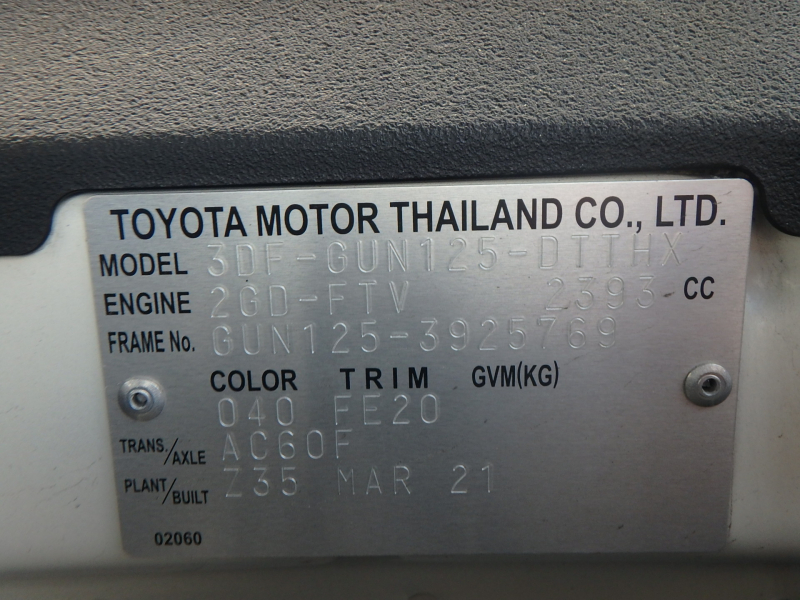 TOYOTA MOTOR THAILAND CO., LTD.
MODEL 3DF-GUN125-DTTHX
ENGINE 2GD-FTV 2393 CC
FRAME No. GUN125-3925769
COLOR TRIM GVM(KG)
040 FE20
TRANS./AXLE AC60F
PLANT/BUILT Z35 MAR 21
02060